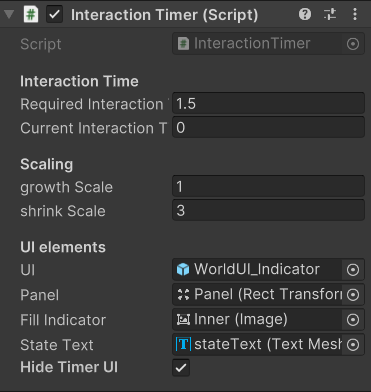 Interaction Timer (Script)
Script InteractionTimer
Interaction Time
Required Interaction 1.5
Current Interaction T 0
Scaling
growth Scale 1
shrink Scale 3
UI elements
UI WorldUI_Indicator
Panel Panel (Rect Transfor
Fill Indicator Inner (Image)
State Text stateText (Text Mesh
Hide Timer UI